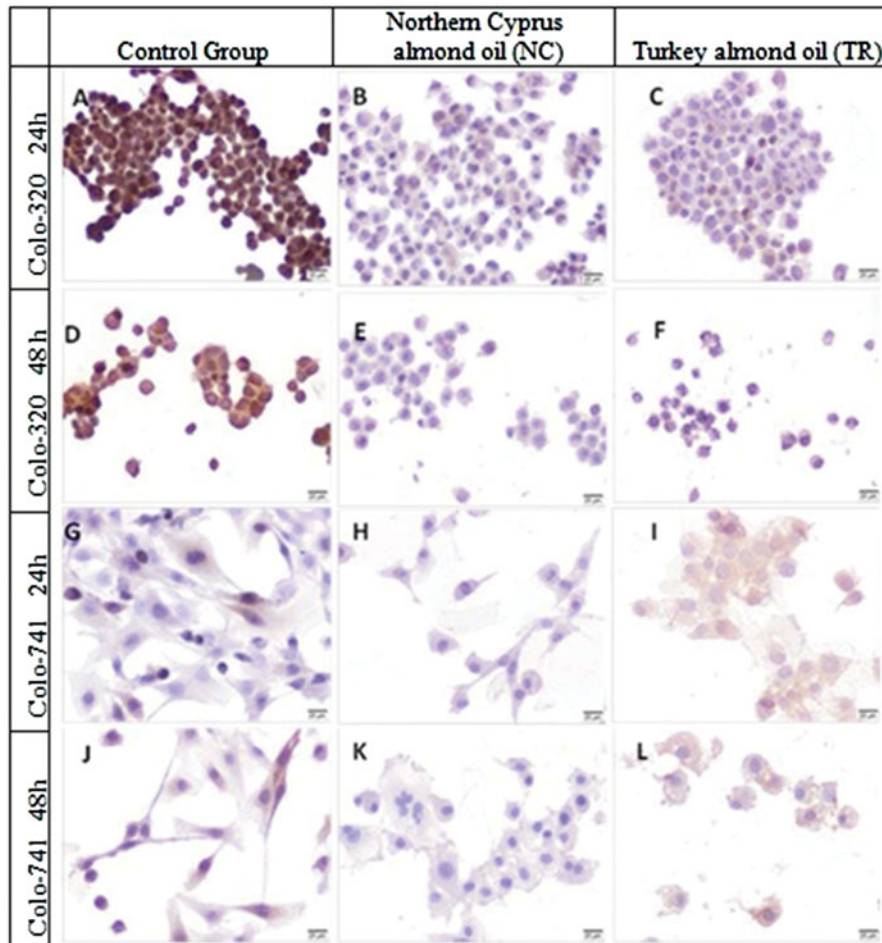 Control Group
Northern Cyprus
almond oil (NC)
Turkey almond oil (TR)
Colo-320 24h
A
B
C
Colo-320 48h
D
E
F
Colo-741 24h
G
H
I
Colo-741 48h
J
K
L